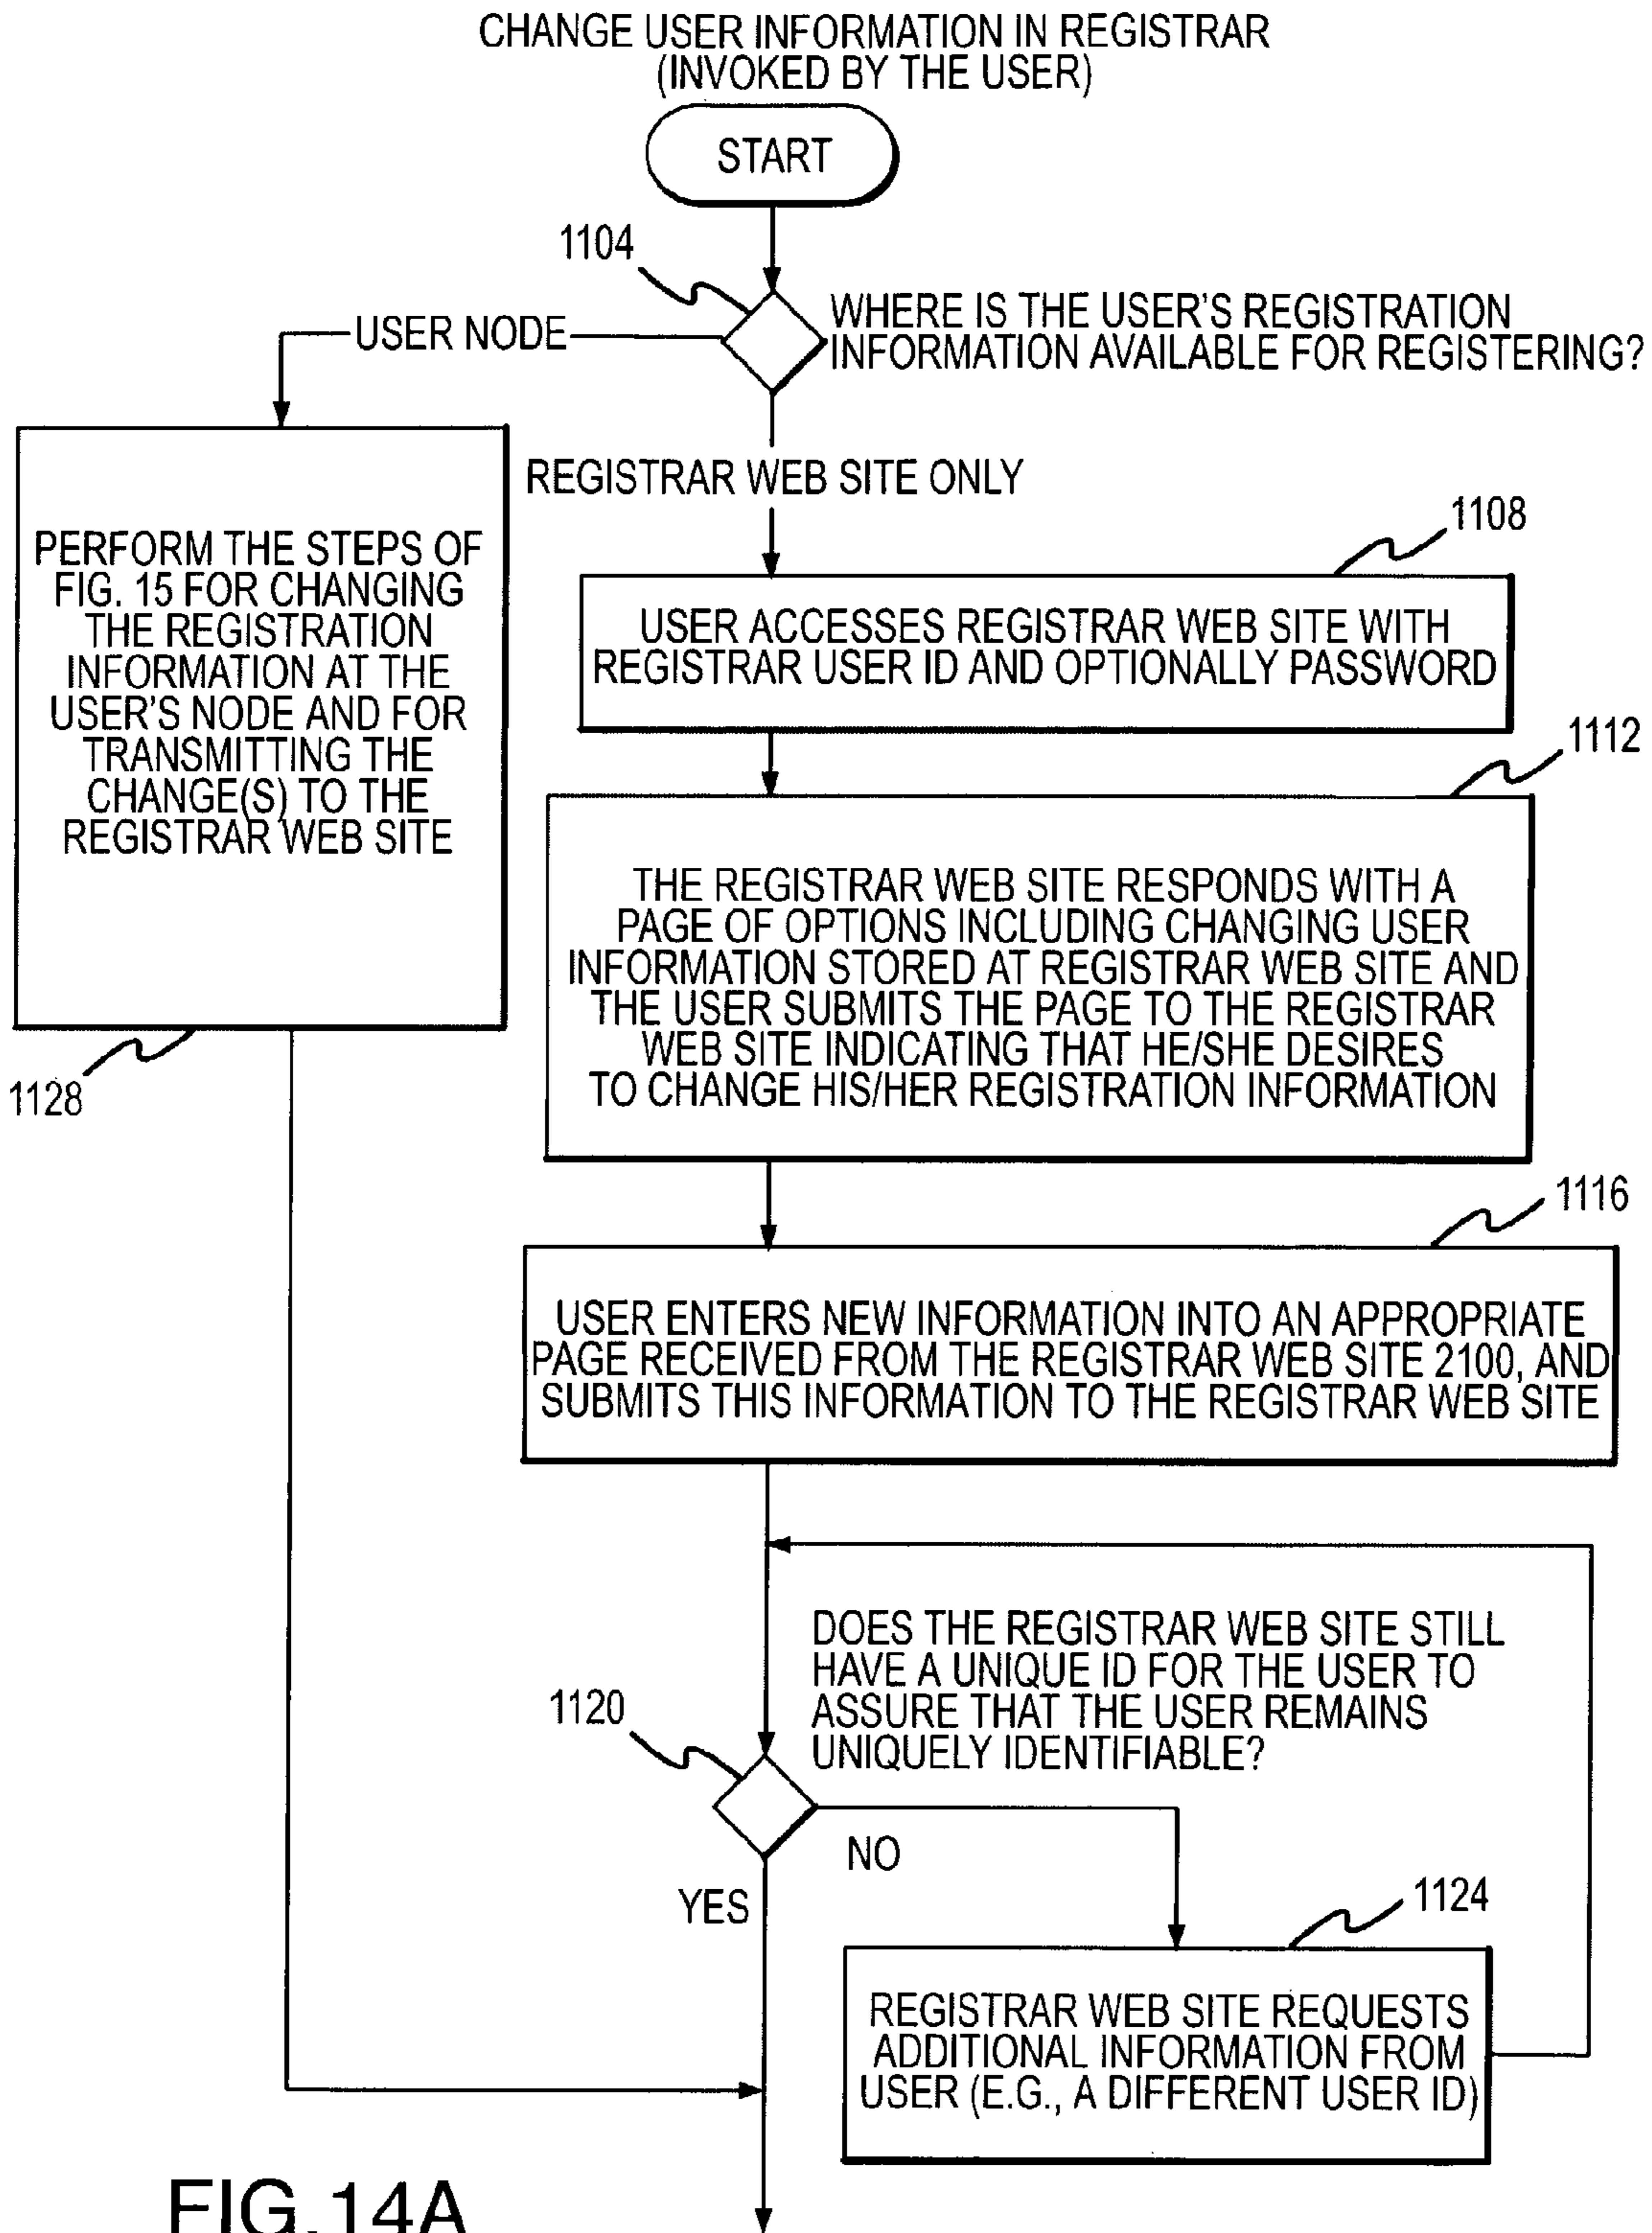 CHANGE USER INFORMATION IN REGISTRAR
(INVOKED BY THE USER)
START
1104
WHERE IS THE USER'S REGISTRATION
INFORMATION AVAILABLE FOR REGISTERING?
USER NODE
REGISTRAR WEB SITE ONLY
PERFORM THE STEPS OF
FIG. 15 FOR CHANGING
THE REGISTRATION
INFORMATION AT THE
USER'S NODE AND FOR
TRANSMITTING THE
CHANGE(S) TO THE
REGISTRAR WEB SITE
1128
1108
USER ACCESSES REGISTRAR WEB SITE WITH
REGISTRAR USER ID AND OPTIONALLY PASSWORD
1112
THE REGISTRAR WEB SITE RESPONDS WITH A
PAGE OF OPTIONS INCLUDING CHANGING USER
INFORMATION STORED AT REGISTRAR WEB SITE AND
THE USER SUBMITS THE PAGE TO THE REGISTRAR
WEB SITE INDICATING THAT HE/SHE DESIRES
TO CHANGE HIS/HER REGISTRATION INFORMATION
1116
USER ENTERS NEW INFORMATION INTO AN APPROPRIATE
PAGE RECEIVED FROM THE REGISTRAR WEB SITE 2100, AND
SUBMITS THIS INFORMATION TO THE REGISTRAR WEB SITE
DOES THE REGISTRAR WEB SITE STILL
HAVE A UNIQUE ID FOR THE USER TO
ASSURE THAT THE USER REMAINS
UNIQUELY IDENTIFIABLE?
1120
NO
YES
1124
REGISTRAR WEB SITE REQUESTS
ADDITIONAL INFORMATION FROM
USER (E.G., A DIFFERENT USER ID)
FIG.14A